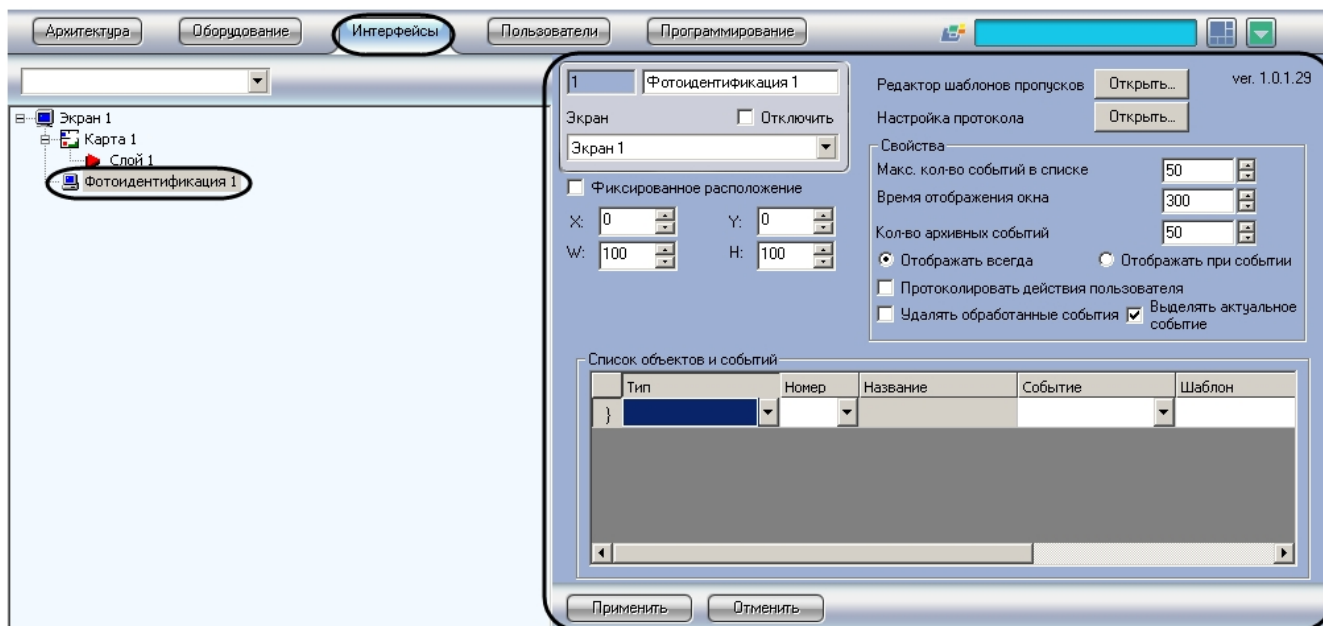 Архитектура Оборудование Интерфейсы Пользователи Программирование
Экран 1
Карта 1
Слой 1
Фотоидентификация 1
1 Фотоидентификация 1
Экран Отключить
Экран 1
Фиксированное расположение
X: 0 Y: 0
W: 100 H: 100
Редактор шаблонов пропусков Открыть... ver. 1.0.1.29
Настройка протокола Открыть...
Свойства
Макс. кол-во событий в списке 50
Время отображения окна 300
Кол-во архивных событий 50
Отображать всегда Отображать при событии
Протоколировать действия пользователя
Удалять обработанные события Выделять актуальное
событие
Список объектов и событий
Тип Номер Название Событие Шаблон
Применить Отменить